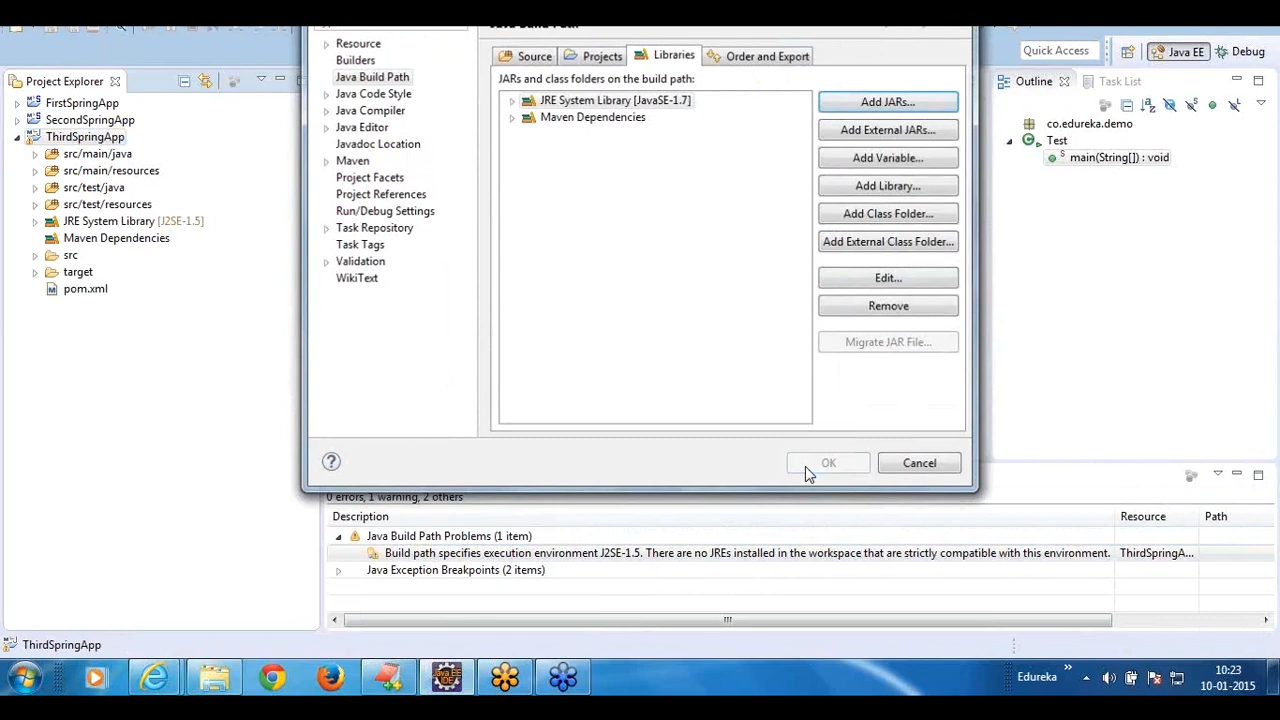 Quick Access
Java EE
Debug
Project Explorer
FirstSpringApp
SecondSpringApp
ThirdSpringApp
src/main/java
src/main/resources
src/test/java
src/test/resources
JRE System Library [J2SE-1.5]
Maven Dependencies
src
target
pom.xml
Resource
Builders
Java Build Path
Java Code Style
Java Compiler
Java Editor
Javadoc Location
Maven
Project Facets
Project References
Run/Debug Settings
Task Repository
Task Tags
Validation
WikiText
Source
Projects
Libraries
Order and Export
JARs and class folders on the build path:
JRE System Library [JavaSE-1.7]
Maven Dependencies
Add JARs...
Add External JARs...
Add Variable...
Add Library...
Add Class Folder...
Add External Class Folder...
Edit...
Remove
Migrate JAR File...
?
OK
Cancel
Outline
Task List
co.edureka.demo
Test
main(String[]) : void
0 errors, 1 warning, 2 others
Description
Resource
Path
Java Build Path Problems (1 item)
Build path specifies execution environment J2SE-1.5. There are no JREs installed in the workspace that are strictly compatible with this environment.
ThirdSpringA...
Java Exception Breakpoints (2 items)
ThirdSpringApp
Java EE
IDE
Edureka
10:23
10-01-2015